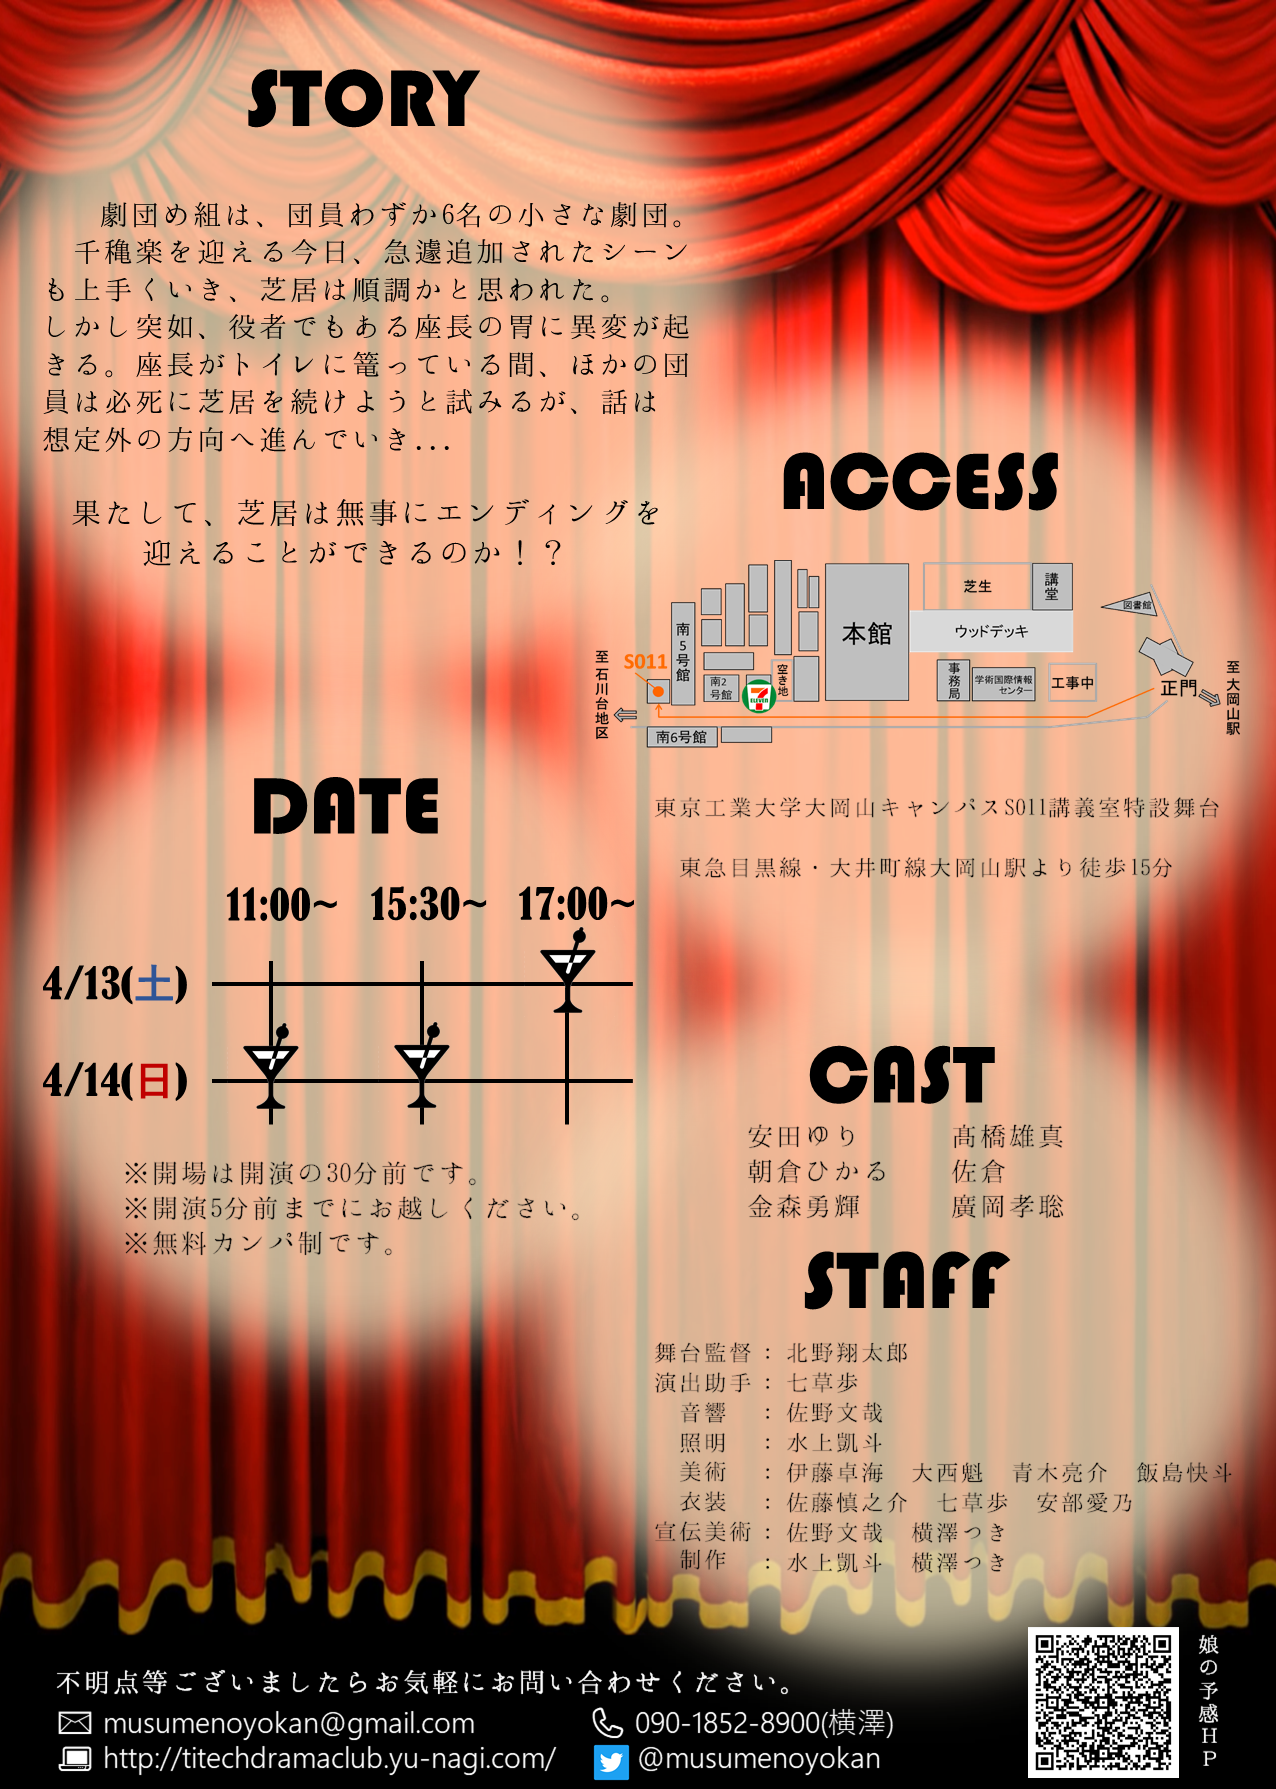 STORY
劇団め組は、団員わずか6名の小さな劇団。
千穐楽を迎える今日、急遽追加されたシーン
も上手くいき、芝居は順調かと思われた。
しかし突如、役者でもある座長の胃に異変が起
きる。座長がトイレに篭っている間、ほかの団
員は必死に芝居を続けようと試みるが、話は
想定外の方向へ進んでいき...
果たして、芝居は無事にエンディングを
迎えることができるのか！？
ACCESS
芝生
講堂
本館
ウッドデッキ
図書館
南5号館
S011
至石川台地区
南2号館
空き地
ELEVEN
事務局
学術国際情報センター
工事中
正門
至大岡山駅
南6号館
東京工業大学大岡山キャンパスS011講義室特設舞台
東急目黒線・大井町線大岡山駅より徒歩15分
DATE
11:00~ 15:30~ 17:00~
4/13(土)
4/14(日)
※開場は開演の30分前です。
※開演5分前までにお越しください。
※無料カンパ制です。
CAST
安田ゆり 髙橋雄真
朝倉ひかる 佐倉
金森勇輝 廣岡孝聡
STAFF
舞台監督：北野翔太郎
演出助手：七草歩
音響：佐野文哉
照明：水上凱斗
美術：伊藤卓海 大西魁 青木亮介 飯島快斗
衣装：佐藤慎之介 七草歩 安部愛乃
宣伝美術：佐野文哉 横澤つき
制作：水上凱斗 横澤つき
不明点等ございましたらお気軽にお問い合わせください。
musumenoyokan@gmail.com
090-1852-8900(横澤)
http://titechdramaclub.yu-nagi.com/
@musumenoyokan
娘の予感HP